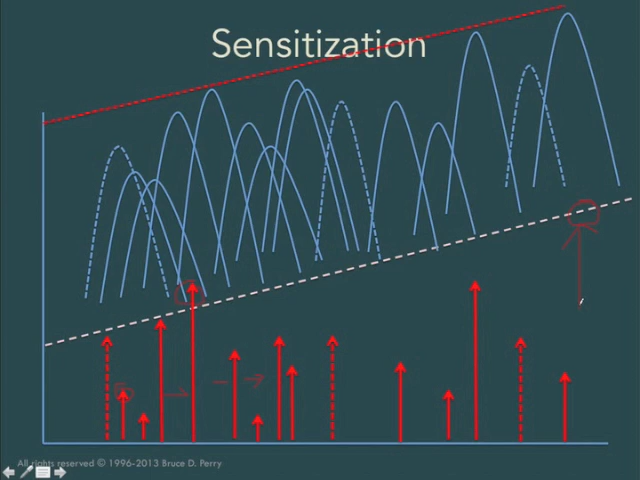 Sensitization
All rights reserved © 1996-2013 Bruce D. Perry